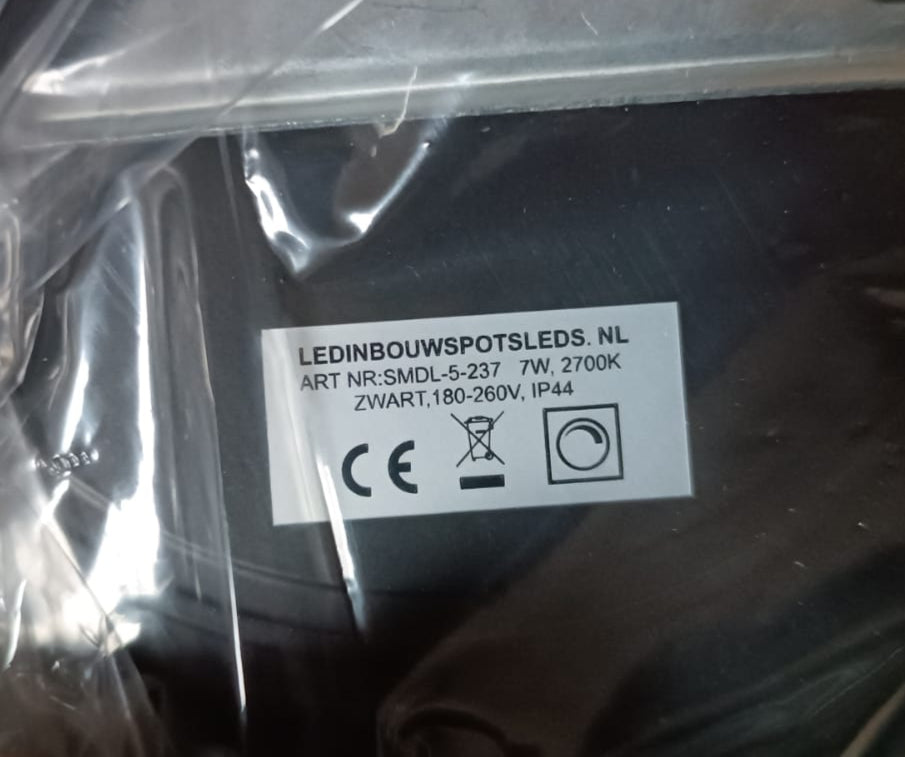 LEDINBOUWSPOTSLEDS. NL
ART NR:SMDL-5-237 7W, 2700K
ZWART,180-260V, IP44
CE